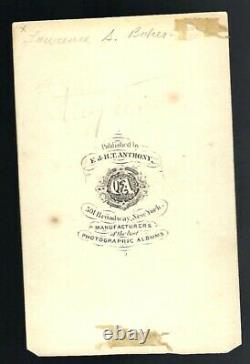 Lawrence S. Baker
Published by
E. & H.T. ANTHONY
501 Broadway, New York.
MANUFACTURERS
of the best
PHOTOGRAPHIC ALBUMS